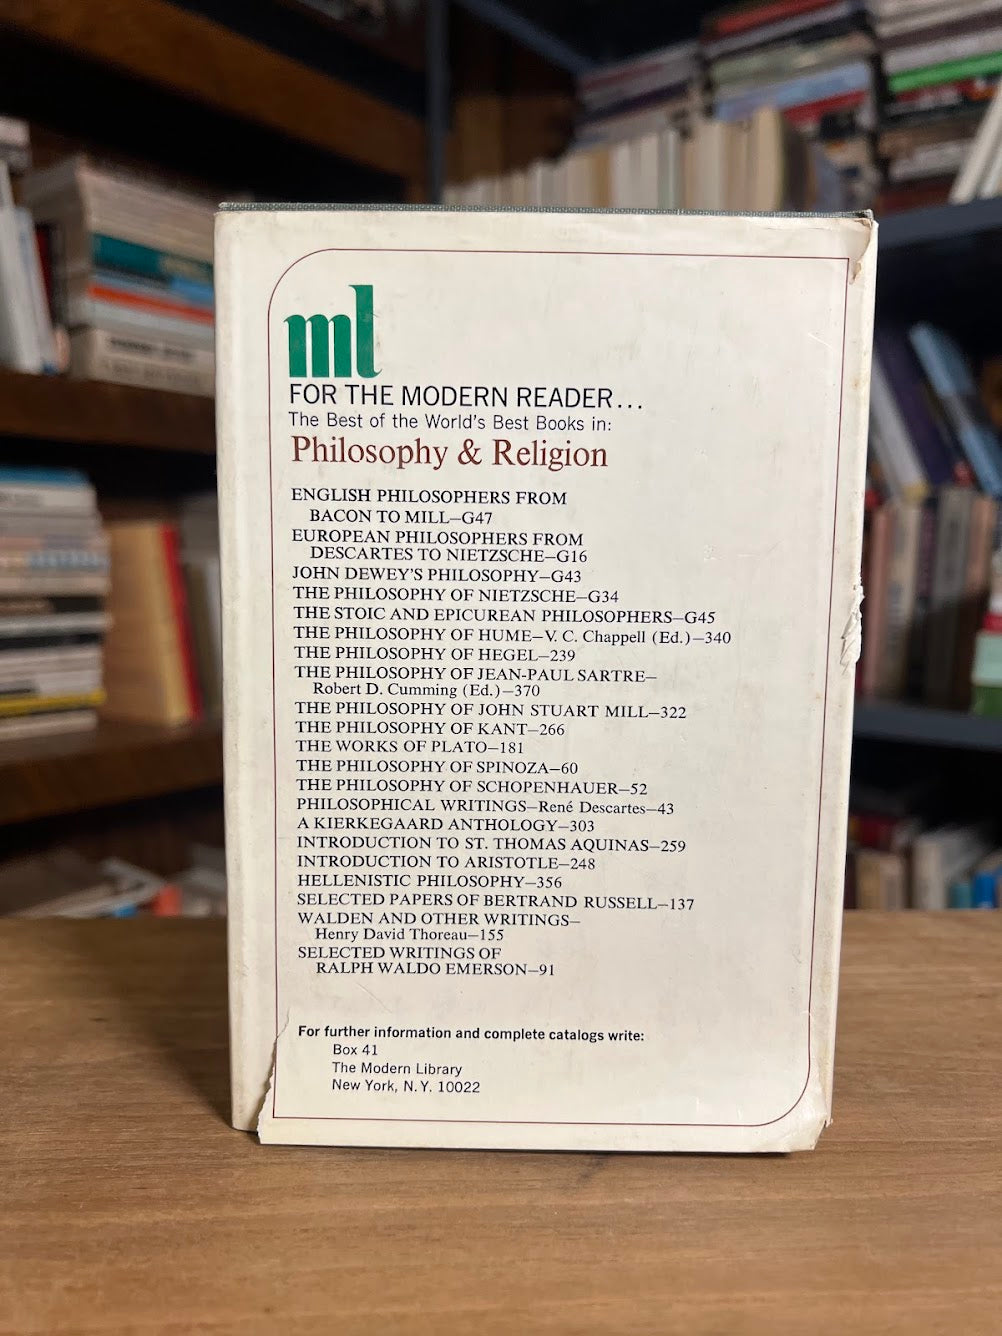 ml
FOR THE MODERN READER...
The Best of the World's Best Books in:
Philosophy & Religion
ENGLISH PHILOSOPHERS FROM
BACON TO MILL—G47
EUROPEAN PHILOSOPHERS FROM
DESCARTES TO NIETZSCHE—G16
JOHN DEWEY'S PHILOSOPHY—G43
THE PHILOSOPHY OF NIETZSCHE—G34
THE STOIC AND EPICUREAN PHILOSOPHERS—G45
THE PHILOSOPHY OF HUME—V. C. Chappell (Ed.)—340
THE PHILOSOPHY OF HEGEL—239
THE PHILOSOPHY OF JEAN-PAUL SARTRE—
Robert D. Cumming (Ed.)—370
THE PHILOSOPHY OF JOHN STUART MILL—322
THE PHILOSOPHY OF KANT—266
THE WORKS OF PLATO—181
THE PHILOSOPHY OF SPINOZA—60
THE PHILOSOPHY OF SCHOPENHAUER—52
PHILOSOPHICAL WRITINGS—René Descartes—43
A KIERKEGAARD ANTHOLOGY—303
INTRODUCTION TO ST. THOMAS AQUINAS—259
INTRODUCTION TO ARISTOTLE—248
HELLENISTIC PHILOSOPHY—356
SELECTED PAPERS OF BERTRAND RUSSELL—137
WALDEN AND OTHER WRITINGS—
Henry David Thoreau—155
SELECTED WRITINGS OF
RALPH WALDO EMERSON—91
For further information and complete catalogs write:
Box 41
The Modern Library
New York, N.Y. 10022